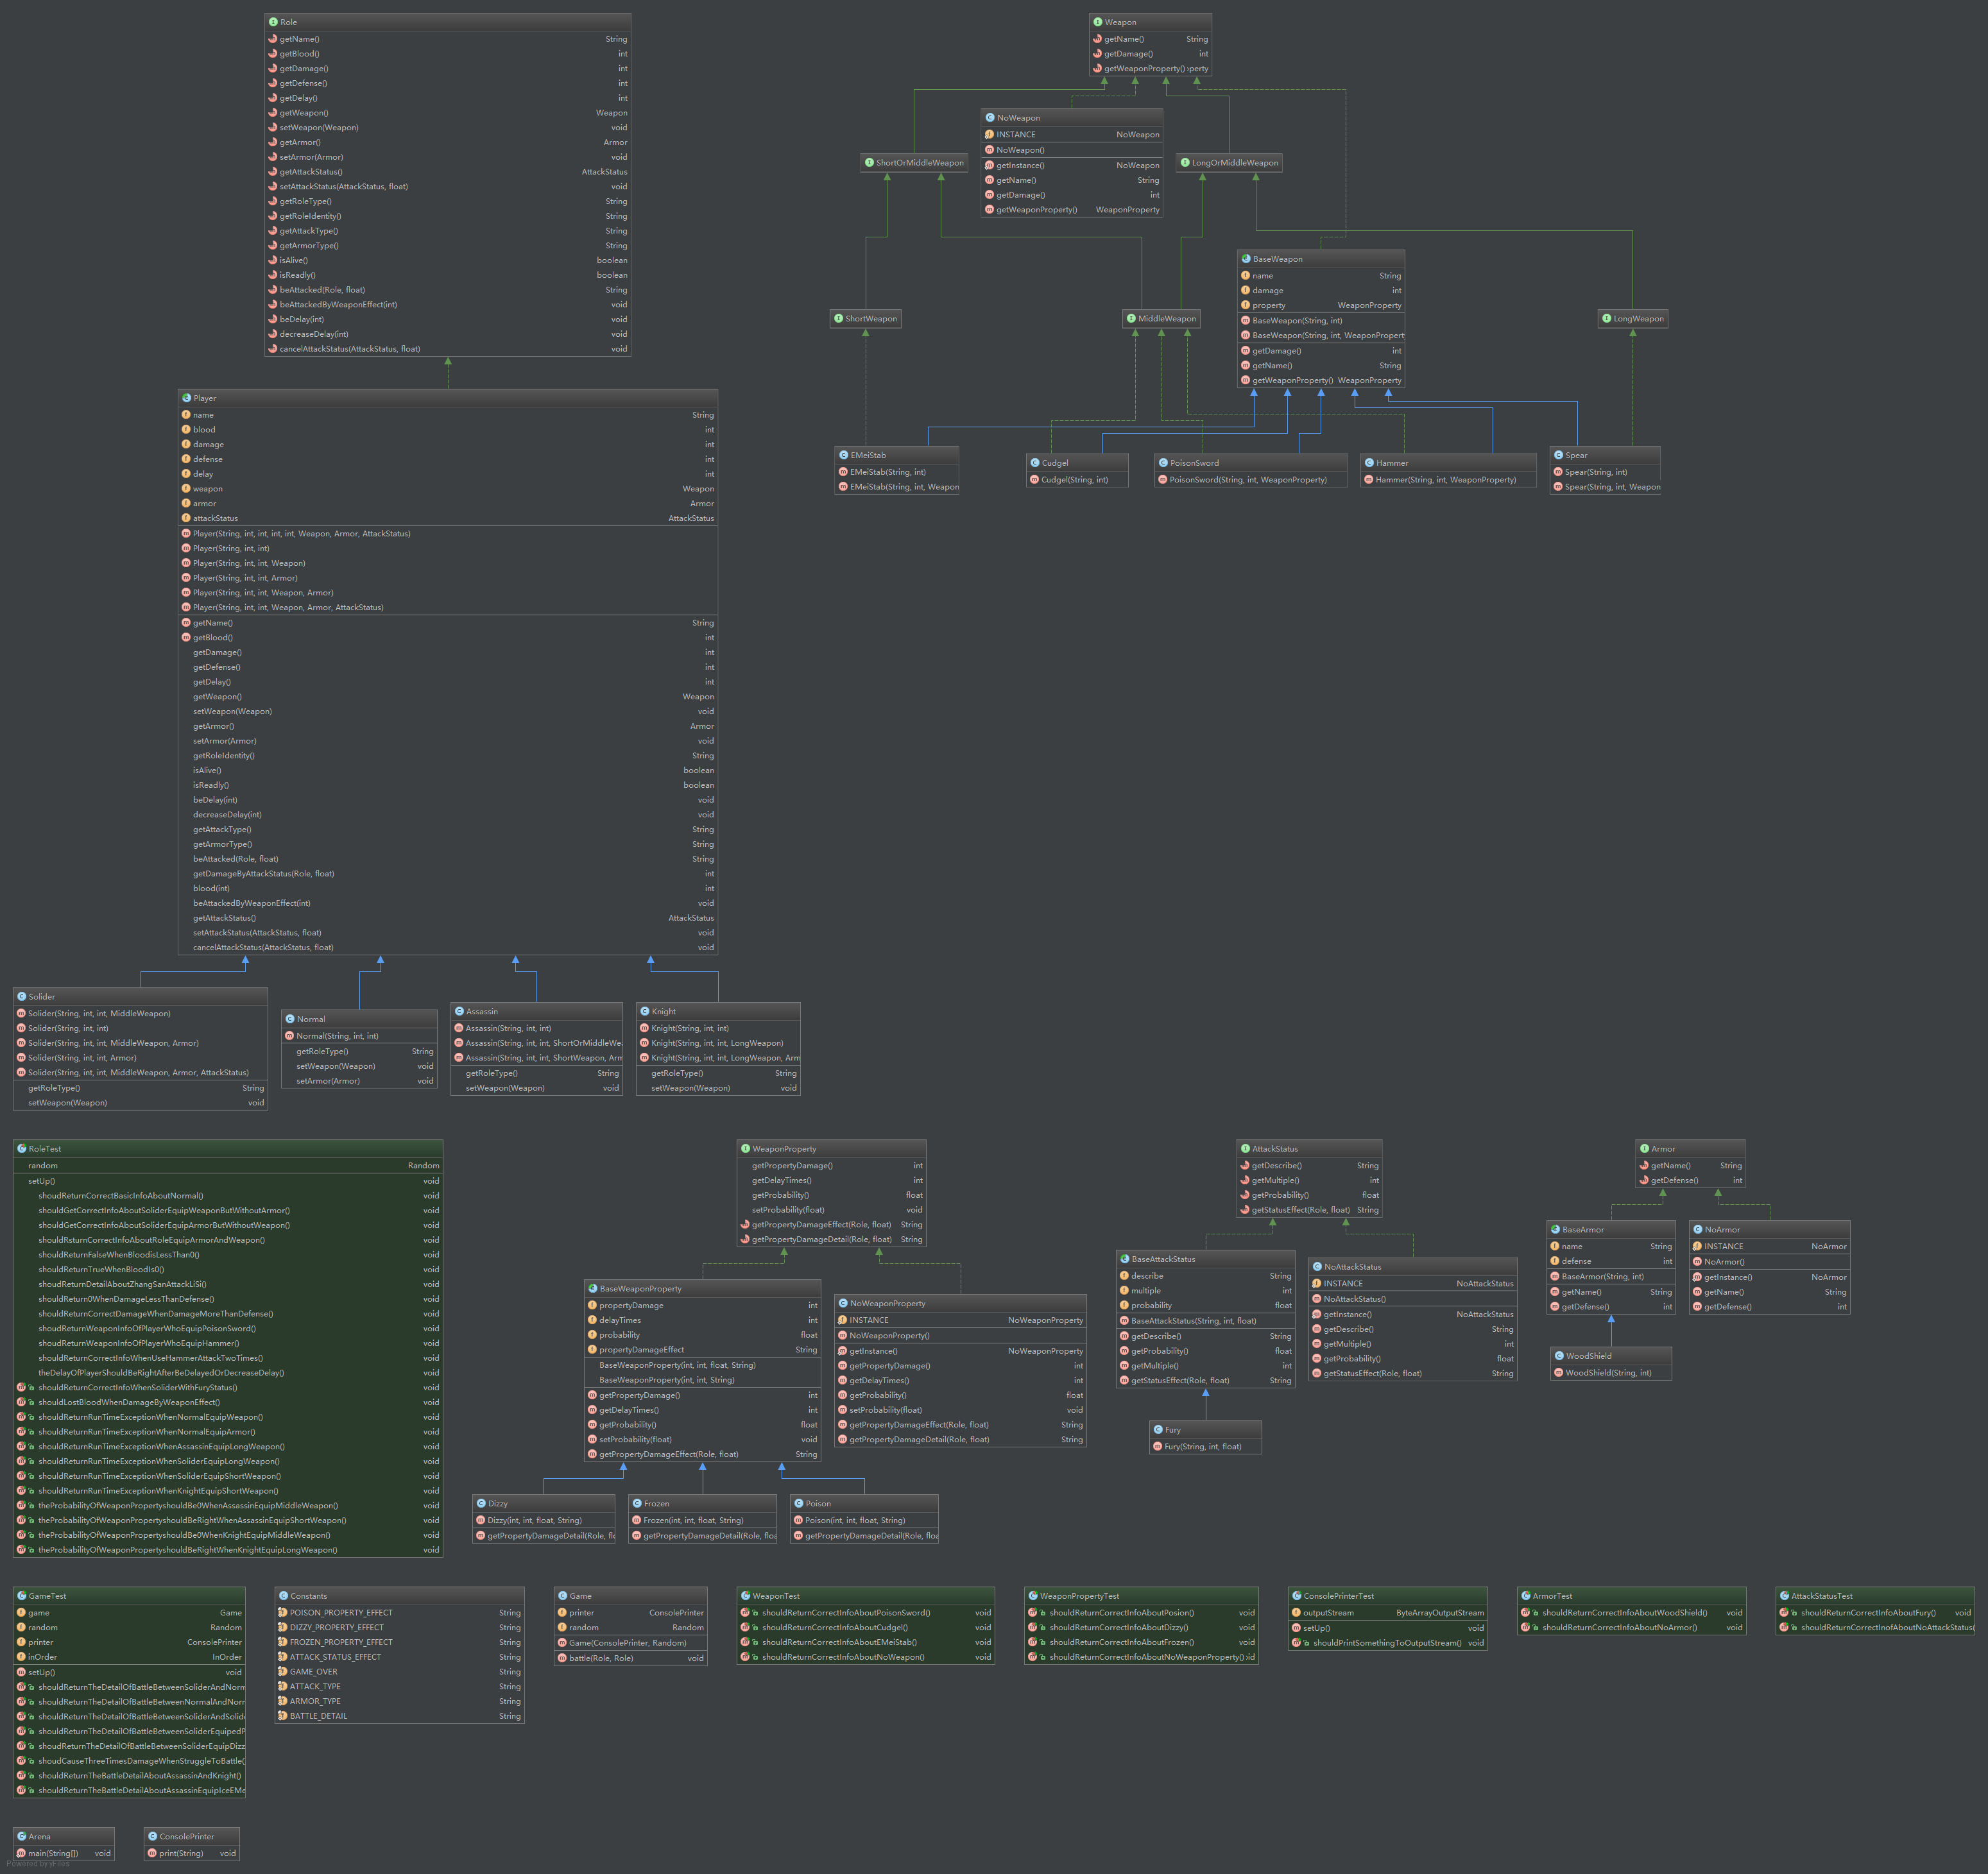 Role
getName() String
getBlood() int
getDamage() int
getDefense() int
getDelay() int
getWeapon() Weapon
setWeapon(Weapon) void
getArmor() Armor
setArmor(Armor) void
getAttackStatus() AttackStatus
setAttackStatus(AttackStatus, float) void
getRoleType() String
getRoleIdentity() String
getAttackType() String
getArmorType() String
isAlive() boolean
isReadly() boolean
beAttacked(Role, float) String
beAttackedByWeaponEffect(int) void
beDelay(int) void
decreaseDelay(int) void
cancelAttackStatus(AttackStatus, float) void
Weapon
getName() String
getDamage() int
getWeaponProperty() perty
NoWeapon
INSTANCE NoWeapon
NoWeapon()
getInstance() NoWeapon
getName() String
getDamage() int
getWeaponProperty() WeaponProperty
ShortOrMiddleWeapon
LongOrMiddleWeapon
BaseWeapon
name String
damage int
property WeaponProperty
BaseWeapon(String, int)
BaseWeapon(String, int, WeaponPropert
getDamage() int
getName() String
getWeaponProperty() WeaponProperty
ShortWeapon
MiddleWeapon
LongWeapon
EMeiStab
EMeiStab(String, int)
EMeiStab(String, int, Weapon
Cudgel
Cudgel(String, int)
PoisonSword
PoisonSword(String, int, WeaponProperty)
Hammer
Hammer(String, int, WeaponProperty)
Spear
Spear(String, int)
Spear(String, int, Weapon
Player
name String
blood int
damage int
defense int
delay int
weapon Weapon
armor Armor
attackStatus AttackStatus
Player(String, int, int, int, int, Weapon, Armor, AttackStatus)
Player(String, int, int)
Player(String, int, int, Weapon)
Player(String, int, int, Armor)
Player(String, int, int, Weapon, Armor)
Player(String, int, int, Weapon, Armor, AttackStatus)
getName() String
getBlood() int
getDamage() int
getDefense() int
getDelay() int
getWeapon() Weapon
setWeapon(Weapon) void
getArmor() Armor
setArmor(Armor) void
getRoleIdentity() String
isAlive() boolean
isReadly() boolean
beDelay(int) void
decreaseDelay(int) void
getAttackType() String
getArmorType() String
beAttacked(Role, float) String
getDamageByAttackStatus(Role, float) int
blood(int) int
beAttackedByWeaponEffect(int) void
getAttackStatus() AttackStatus
setAttackStatus(AttackStatus, float) void
cancelAttackStatus(AttackStatus, float) void
Solider
Solider(String, int, int, MiddleWeapon)
Solider(String, int, int)
Solider(String, int, int, MiddleWeapon, Armor)
Solider(String, int, int, Armor)
Solider(String, int, int, MiddleWeapon, Armor, AttackStatus)
getRoleType() String
setWeapon(Weapon) void
Normal
Normal(String, int, int)
getRoleType() String
setWeapon(Weapon) void
setArmor(Armor) void
Assassin
Assassin(String, int, int)
Assassin(String, int, int, ShortOrMiddleWea
Assassin(String, int, int, ShortWeapon, Arm
getRoleType() String
setWeapon(Weapon) void
Knight
Knight(String, int, int)
Knight(String, int, int, LongWeapon)
Knight(String, int, int, LongWeapon, Arm
getRoleType() String
setWeapon(Weapon) void
RoleTest
random Random
setUp() void
shoudReturnCorrectBasicInfoAboutNormal() void
shoudGetCorrectInfoAboutSoliderEquipWeaponButWithoutArmor() void
shoudGetCorrectInfoAboutSoliderEquipArmorButWithoutWeapon() void
shoudReturnCorrectInfoAboutRoleEquipArmorAndWeapon() void
shouldReturnFalseWhenBloodisLessThan0() void
shouldReturnTrueWhenBloodIs0() void
shoudReturnDetailAboutZhangSanAttackLiSi() void
shouldReturn0WhenDamageLessThanDefense() void
shouldReturnCorrectDamageWhenDamageMoreThanDefense() void
shoudReturnWeaponInfoOfPlayerWhoEquipPoisonSword() void
shoudReturnWeaponInfoOfPlayerWhoEquipHammer() void
shouldReturnCorrectInfoWhenUseHammerAttackTwoTimes() void
theDelayOfPlayerShouldBeRightAfterBeDelayedOrDecreaseDelay() void
shouldReturnCorrectInfoWhenSoliderWithFuryStatus() void
shouldLostBloodWhenDamageByWeaponEffect() void
shouldReturnRunTimeExceptionWhenNormalEquipWeapon() void
shouldReturnRunTimeExceptionWhenNormalEquipArmor() void
shouldReturnRunTimeExceptionWhenAssassinEquipLongWeapon() void
shouldReturnRunTimeExceptionWhenSoliderEquipLongWeapon() void
shouldReturnRunTimeExceptionWhenSoliderEquipShortWeapon() void
shouldReturnRunTimeExceptionWhenKnightEquipShortWeapon() void
theProbabilityOfWeaponPropertyshouldBe0WhenAssassinEquipMiddleWeapon() void
theProbabilityOfWeaponPropertyshouldBeRightWhenAssassinEquipShortWeapon() void
theProbabilityOfWeaponPropertyshouldBe0WhenKnightEquipMiddleWeapon() void
theProbabilityOfWeaponPropertyshouldBeRightWhenKnightEquipLongWeapon() void
WeaponProperty
getPropertyDamage() int
getDelayTimes() int
getProbability() float
setProbability(float) void
getPropertyDamageEffect(Role, float) String
getPropertyDamageDetail(Role, float) String
BaseWeaponProperty
propertyDamage int
delayTimes int
probability float
propertyDamageEffect String
BaseWeaponProperty(int, int, float, String)
BaseWeaponProperty(int, int, String)
getPropertyDamage() int
getDelayTimes() int
getProbability() float
setProbability(float) void
getPropertyDamageEffect(Role, float) String
NoWeaponProperty
INSTANCE NoWeaponProperty
NoWeaponProperty()
getInstance() NoWeaponProperty
getPropertyDamage() int
getDelayTimes() int
getProbability() float
setProbability(float) void
getPropertyDamageEffect(Role, float) String
getPropertyDamageDetail(Role, float) String
Dizzy
Dizzy(int, int, float, String)
getPropertyDamageDetail(Role, flo
Frozen
Frozen(int, int, float, String)
getPropertyDamageDetail(Role, floa
Poison
Poison(int, int, float, String)
getPropertyDamageDetail(Role, floa
AttackStatus
getDescribe() String
getMultiple() int
getProbability() float
getStatusEffect(Role, float) String
BaseAttackStatus
describe String
multiple int
probability float
BaseAttackStatus(String, int, float)
getDescribe() String
getProbability() float
getMultiple() int
getStatusEffect(Role, float) String
NoAttackStatus
INSTANCE NoAttackStatus
NoAttackStatus()
getInstance() NoAttackStatus
getDescribe() String
getMultiple() int
getProbability() float
getStatusEffect(Role, float) String
Fury
Fury(String, int, float)
Armor
getName() String
getDefense() int
BaseArmor
name String
defense int
BaseArmor(String, int)
getName() String
getDefense() int
NoArmor
INSTANCE NoArmor
NoArmor()
getInstance() NoArmor
getName() String
getDefense() int
WoodShield
WoodShield(String, int)
GameTest
game Game
random Random
printer ConsolePrinter
inOrder InOrder
setUp() void
shouldReturnTheDetailOfBattleBetweenSoliderAndNorm
shouldReturnTheDetailOfBattleBetweenNormalAndNorr
shouldReturnTheDetailOfBattleBetweenSoliderAndSolide
shouldReturnTheDetailOfBattleBetweenSoliderEquipedP
shoudReturnTheDetailOfBattleBetweenSoliderEquipDizz
shoudCauseThreeTimesDamageWhenStruggleToBattle()
shouldReturnTheBattleDetailAboutAssassinAndKnight()
shouldReturnTheBattleDetailAboutAssassinEquipIceEMe
Constants
POISON_PROPERTY_EFFECT String
DIZZY_PROPERTY_EFFECT String
FROZEN_PROPERTY_EFFECT String
ATTACK_STATUS_EFFECT String
GAME_OVER String
ATTACK_TYPE String
ARMOR_TYPE String
BATTLE_DETAIL String
Game
printer ConsolePrinter
random Random
Game(ConsolePrinter, Random)
battle(Role, Role) void
WeaponTest
shouldReturnCorrectInfoAboutPoisonSword() void
shouldReturnCorrectInfoAboutCudgel() void
shouldReturnCorrectInfoAboutEMeiStab() void
shouldReturnCorrectInfoAboutNoWeapon() void
WeaponPropertyTest
shouldReturnCorrectInfoAboutPosion() void
shouldReturnCorrectInfoAboutDizzy() void
shouldReturnCorrectInfoAboutFrozen() void
shouldReturnCorrectInfoAboutNoWeaponProperty() id
ConsolePrinterTest
outputStream ByteArrayOutputStream
setUp() void
shouldPrintSomethingToOutputStream() void
ArmorTest
shouldReturnCorrectInfoAboutWoodShield() void
shouldReturnCorrectInfoAboutNoArmor() void
AttackStatusTest
shouldReturnCorrectInfoAboutFury() void
shouldReturnCorrectInfoAboutNoAttackStatus(
Arena
main(String[]) void
ConsolePrinter
print(String) void
Powered by yFiles